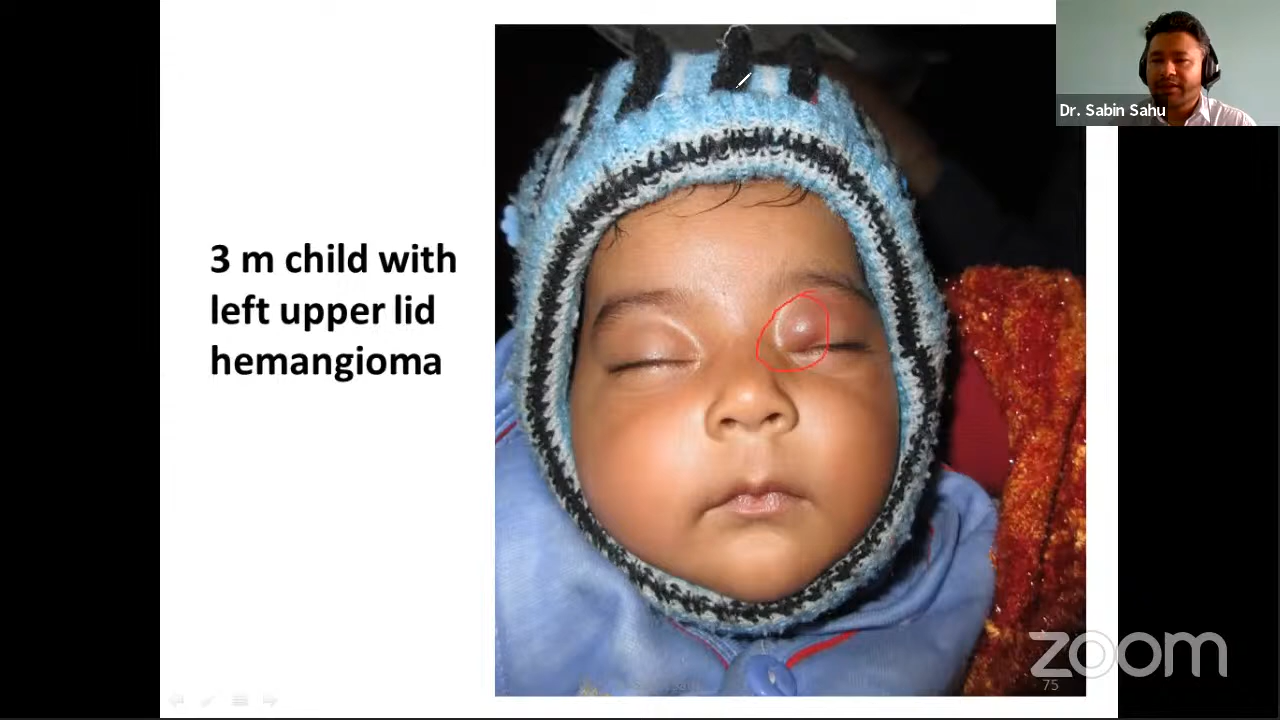 3 m child with
left upper lid
hemangioma
Dr. Sabin Sahu
zoom
75